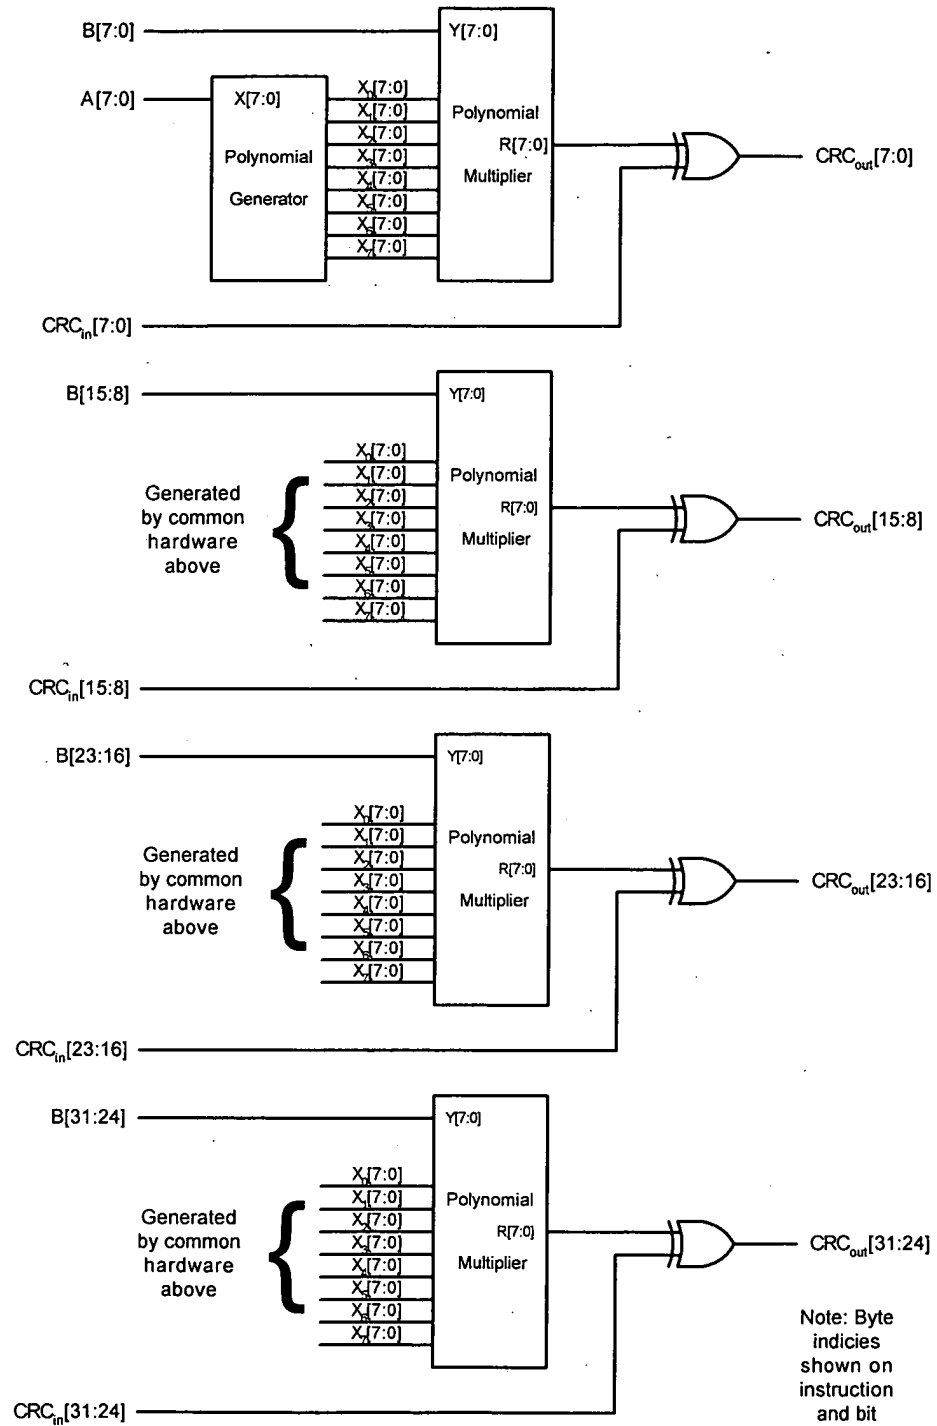 B[7:0]
Y[7:0]
A[7:0]
X[7:0]
X0[7:0]
X1[7:0]
X2[7:0]
X3[7:0]
X4[7:0]
X5[7:0]
X6[7:0]
X7[7:0]
Polynomial
Generator
Polynomial
R[7:0]
Multiplier
CRCout[7:0]
CRCin[7:0]
B[15:8]
Y[7:0]
X0[7:0]
X1[7:0]
X2[7:0]
X3[7:0]
X4[7:0]
X5[7:0]
X6[7:0]
X7[7:0]
Generated
by common
hardware
above
Polynomial
R[7:0]
Multiplier
CRCout[15:8]
CRCin[15:8]
B[23:16]
Y[7:0]
X0[7:0]
X1[7:0]
X2[7:0]
X3[7:0]
X4[7:0]
X5[7:0]
X6[7:0]
X7[7:0]
Generated
by common
hardware
above
Polynomial
R[7:0]
Multiplier
CRCout[23:16]
CRCin[23:16]
B[31:24]
Y[7:0]
X0[7:0]
X1[7:0]
X2[7:0]
X3[7:0]
X4[7:0]
X5[7:0]
X6[7:0]
X7[7:0]
Generated
by common
hardware
above
Polynomial
R[7:0]
Multiplier
CRCout[31:24]
CRCin[31:24]
Note: Byte
indicies
shown on
instruction
and bit